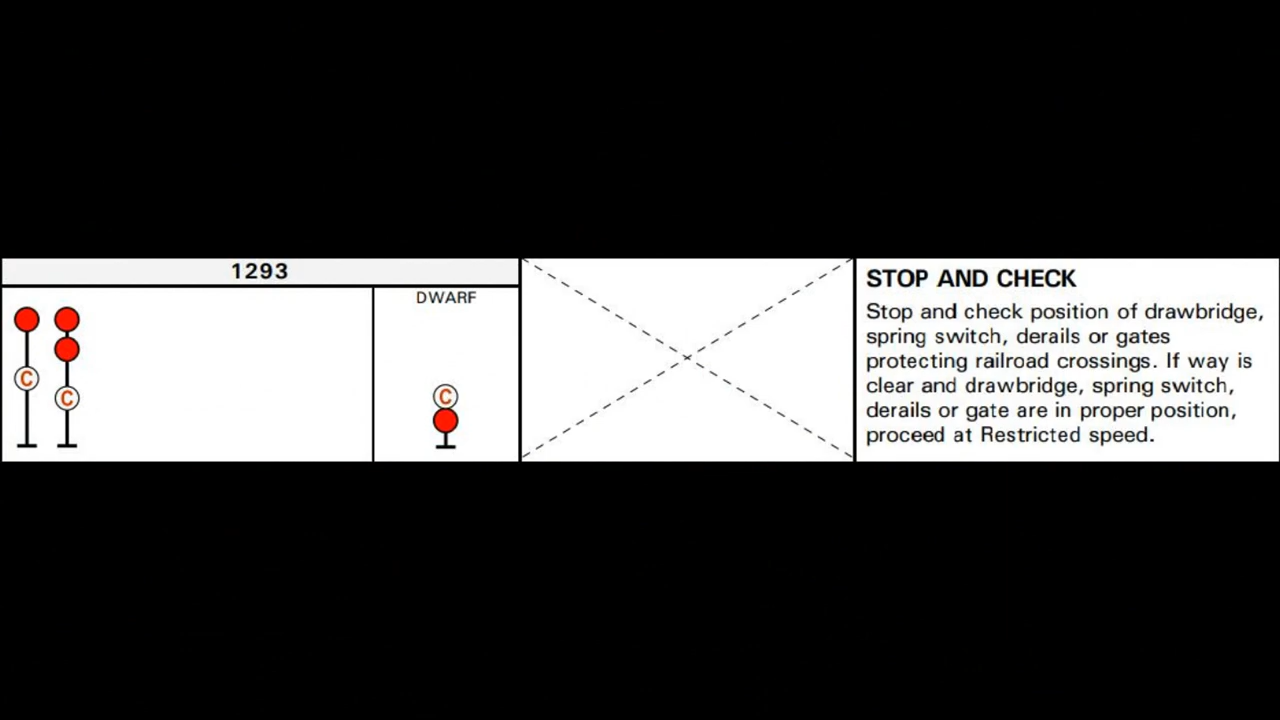 1293
DWARF
C
C
C
STOP AND CHECK
Stop and check position of drawbridge,
spring switch, derails or gates
protecting railroad crossings. If way is
clear and drawbridge, spring switch,
derails or gate are in proper position,
proceed at Restricted speed.